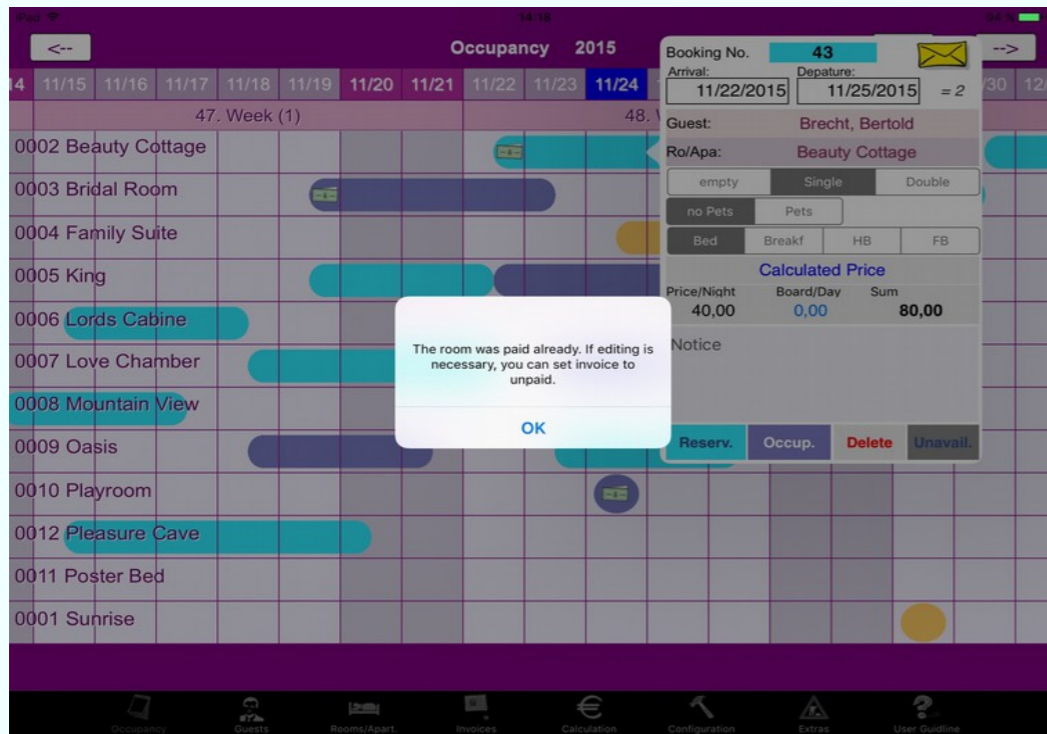 iPad 14:18 94 %
<-- Occupancy 2015 -->
14 11/15 11/16 11/17 11/18 11/19 11/20 11/21 11/22 11/23 11/24 /30 12/
47. Week (1) 48.
0002 Beauty Cottage
0003 Bridal Room
0004 Family Suite
0005 King
0006 Lords Cabine
0007 Love Chamber
0008 Mountain View
0009 Oasis
0010 Playroom
0012 Pleasure Cave
0011 Poster Bed
0001 Sunrise
Booking No. 43
Arrival: Depature:
11/22/2015 11/25/2015 = 2
Guest: Brecht, Bertold
Ro/Apa: Beauty Cottage
empty Single Double
no Pets Pets
Bed Breakf HB FB
Calculated Price
Price/Night Board/Day Sum
40,00 0,00 80,00
Notice
Reserv. Occup. Delete Unavail.
The room was paid already. If editing is
necessary, you can set invoice to
unpaid.
OK
Occupancy Guests Rooms/Apart. Invoices Calculation Configuration Extras User Guidline